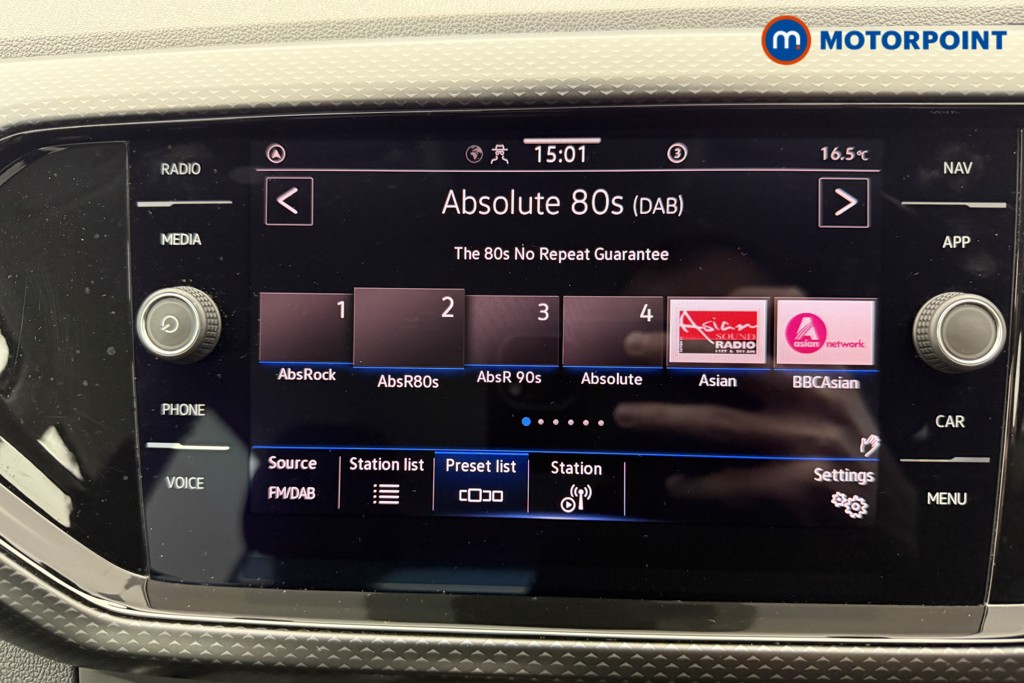 m MOTORPOINT
RADIO
MEDIA
PHONE
VOICE
15:01
3
16.5°C
< Absolute 80s (DAB) >
The 80s No Repeat Guarantee
1 2 3 4
Asian
SOUND
RADIO
A
asian network
AbsRock AbsR80s AbsR 90s Absolute Asian BBCAsian
Source Station list Preset list Station Settings
FM/DAB
NAV
APP
CAR
MENU